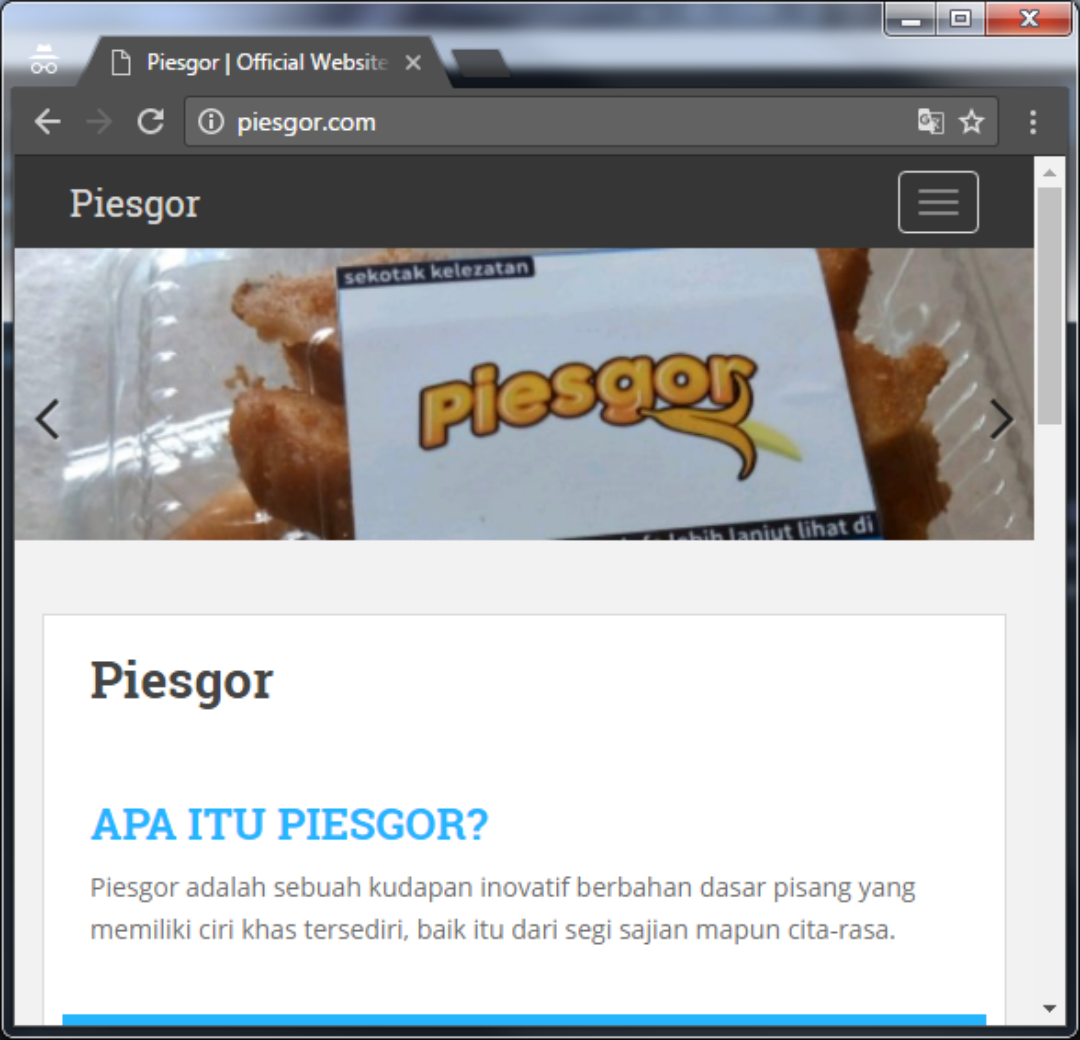 Piesgor | Official Website
piesgor.com
Piesgor
sekotak kelezatan
Piesgor
lebih lanjut lihat di
Piesgor
APA ITU PIESGOR?
Piesgor adalah sebuah kudapan inovatif berbahan dasar pisang yang
memiliki ciri khas tersediri, baik itu dari segi sajian mapun cita-rasa.